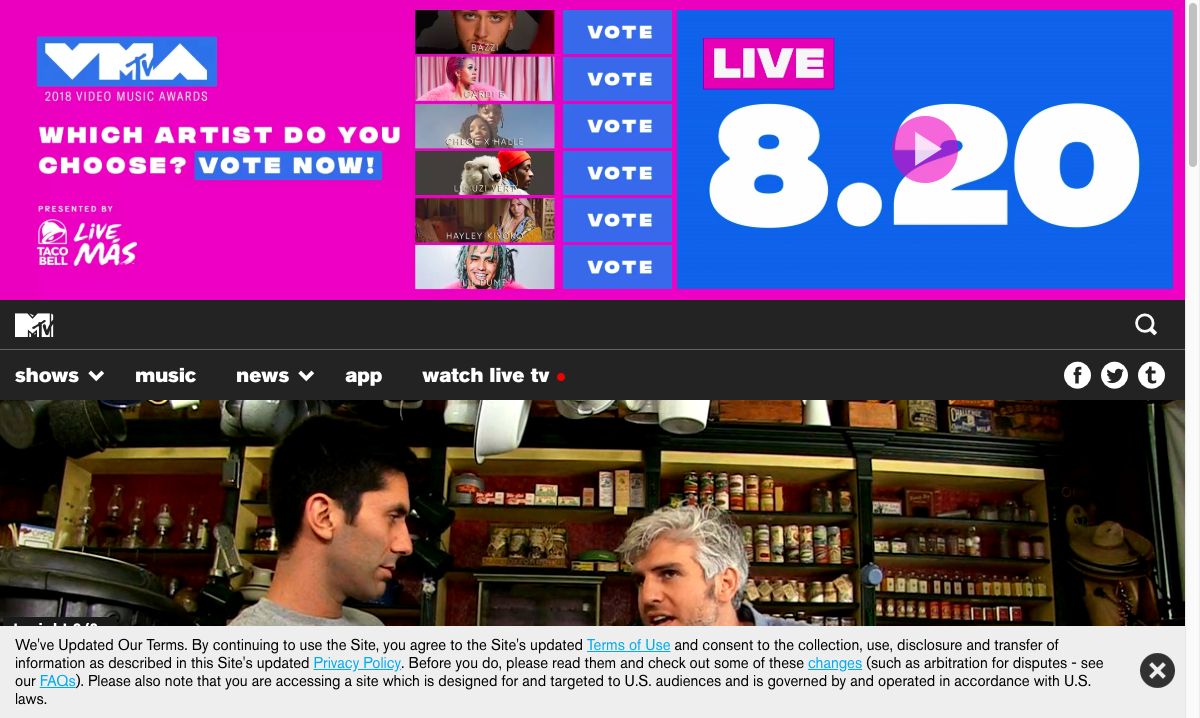 VMA
MTV
2018 VIDEO MUSIC AWARDS
WHICH ARTIST DO YOU
CHOOSE? VOTE NOW!
PRESENTED BY
TACO
BELL
LIVE
MÁS
BAZZI
VOTE
CARDI B
VOTE
CHLOE X HALLE
VOTE
LIL UZI VERT
VOTE
HAYLEY KIYOKO
VOTE
LIL PUMP
VOTE
LIVE
8.20
MTV
shows
music
news
app
watch live tv
CHALLENGE
MILK
We've Updated Our Terms. By continuing to use the Site, you agree to the Site's updated Terms of Use and consent to the collection, use, disclosure and transfer of
information as described in this Site's updated Privacy Policy. Before you do, please read them and check out some of these changes (such as arbitration for disputes - see
our FAQs). Please also note that you are accessing a site which is designed for and targeted to U.S. audiences and is governed by and operated in accordance with U.S.
laws.